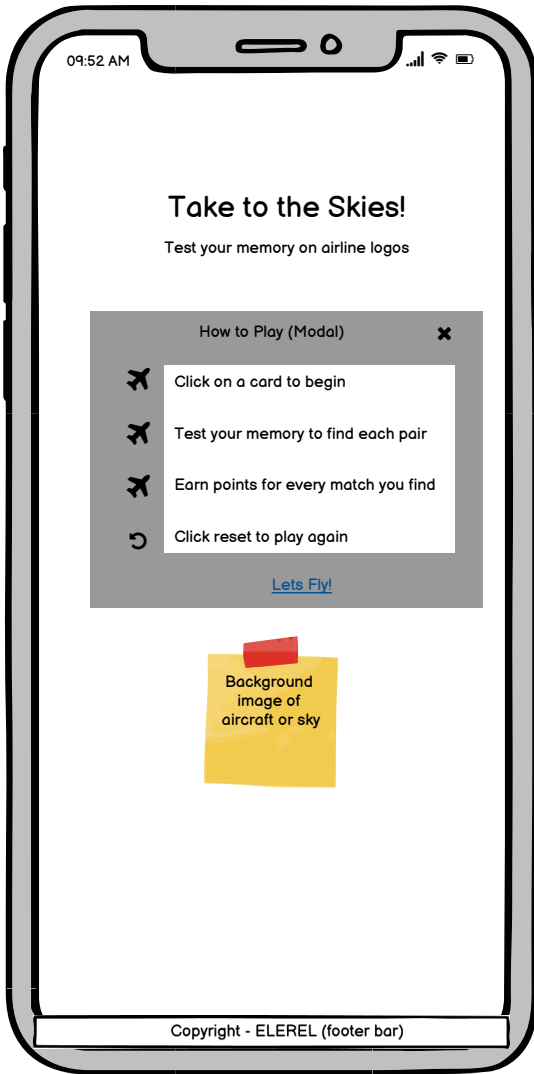 09:52 AM
Take to the Skies!
Test your memory on airline logos
How to Play (Modal)
Click on a card to begin
Test your memory to find each pair
Earn points for every match you find
Click reset to play again
Lets Fly!
Background
image of
aircraft or sky
Copyright - ELEREL (footer bar)